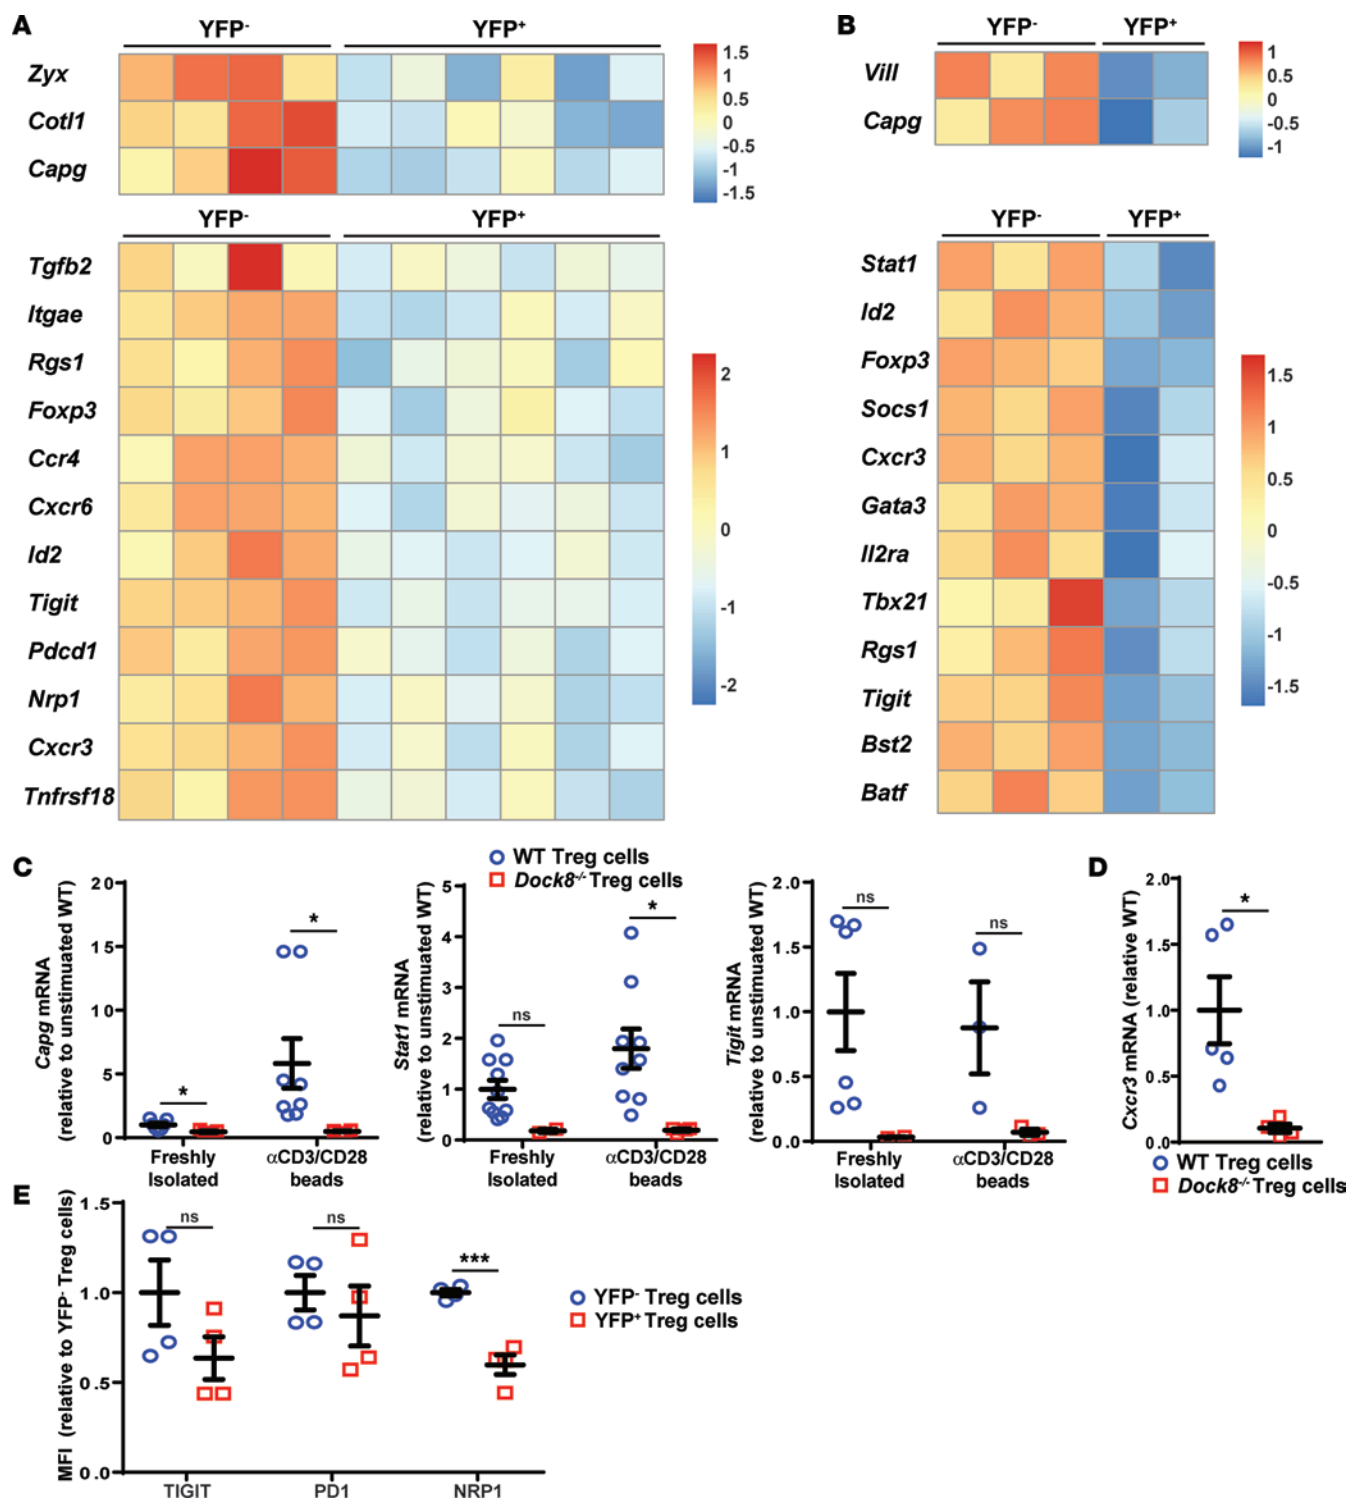 A
YFP- YFP+
Zyx
Cotl1
Capg
1.5
1
0.5
0
-0.5
-1
-1.5
YFP- YFP+
Tgfb2
Itgae
Rgs1
Foxp3
Ccr4
Cxcr6
Id2
Tigit
Pdcd1
Nrp1
Cxcr3
Tnfrsf18
2
1
0
-1
-2
B
YFP- YFP+
Vill
Capg
1
0.5
0
-0.5
-1
YFP- YFP+
Stat1
Id2
Foxp3
Socs1
Cxcr3
Gata3
Il2ra
Tbx21
Rgs1
Tigit
Bst2
Batf
1.5
1
0.5
0
-0.5
-1
-1.5
C
WT Treg cells
Dock8-/- Treg cells
Capg mRNA
(relative to unstimuated WT)
20
15
10
5
0
*
*
Freshly
Isolated
αCD3/CD28
beads
Stat1 mRNA
(relative to unstimuated WT)
5
4
3
2
1
0
ns
*
Freshly
Isolated
αCD3/CD28
beads
Tigit mRNA
(relative to unstimuated WT)
2.0
1.5
1.0
0.5
0.0
ns
ns
Freshly
Isolated
αCD3/CD28
beads
D
Cxcr3 mRNA (relative WT)
2.0
1.5
1.0
0.5
0.0
*
WT Treg cells
Dock8-/- Treg cells
E
MFI (relative to YFP- Treg cells)
1.5
1.0
0.5
0.0
ns
ns
***
TIGIT PD1 NRP1
YFP- Treg cells
YFP+ Treg cells